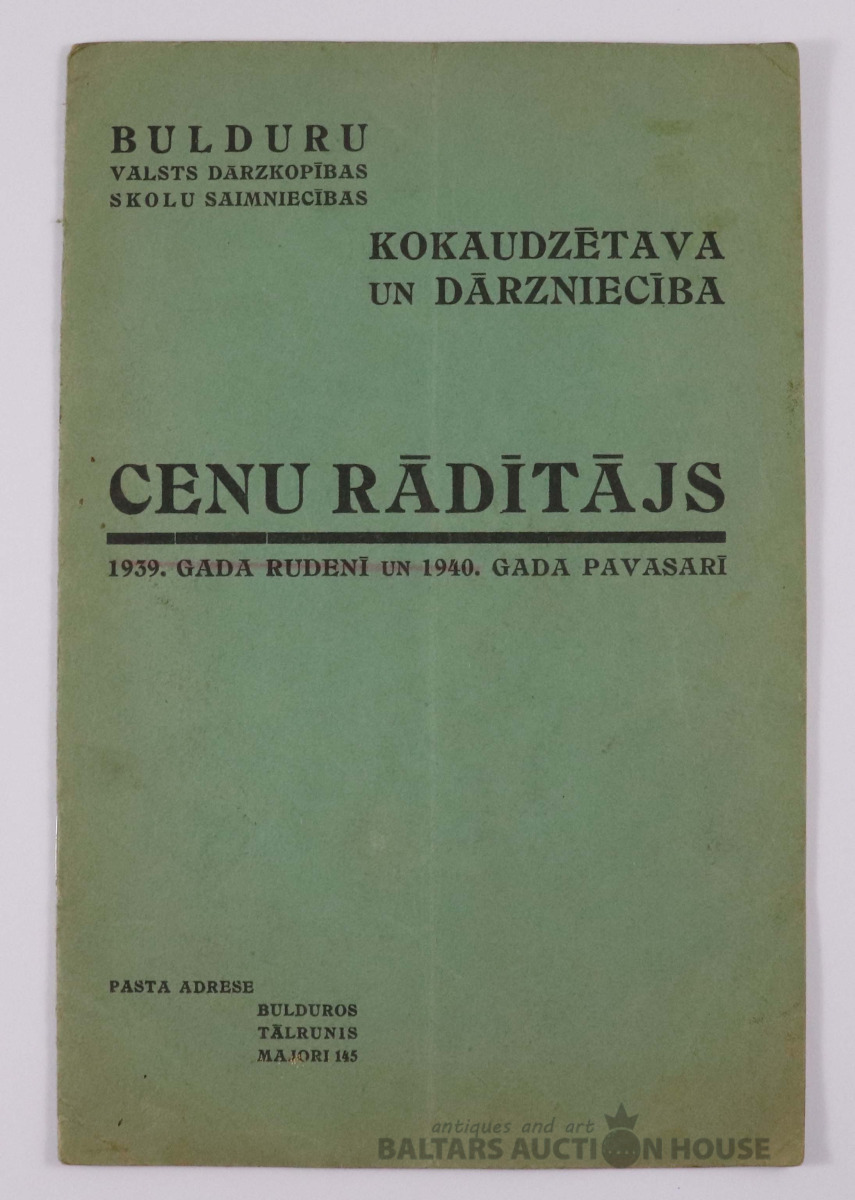 BULDURU
VALSTS DĀRZKOPĪBAS
SKOLU SAIMNIECĪBAS
KOKAUDZĒTAVA
UN DĀRZNIECĪBA
CENU RĀDĪTĀJS
1939. GADA RUDENĪ UN 1940. GADA PAVASARĪ
PASTA ADRESE
BULDUROS
TĀLRUNIS
MAJORI 145
antiques and art
BALTARS AUCTION HOUSE